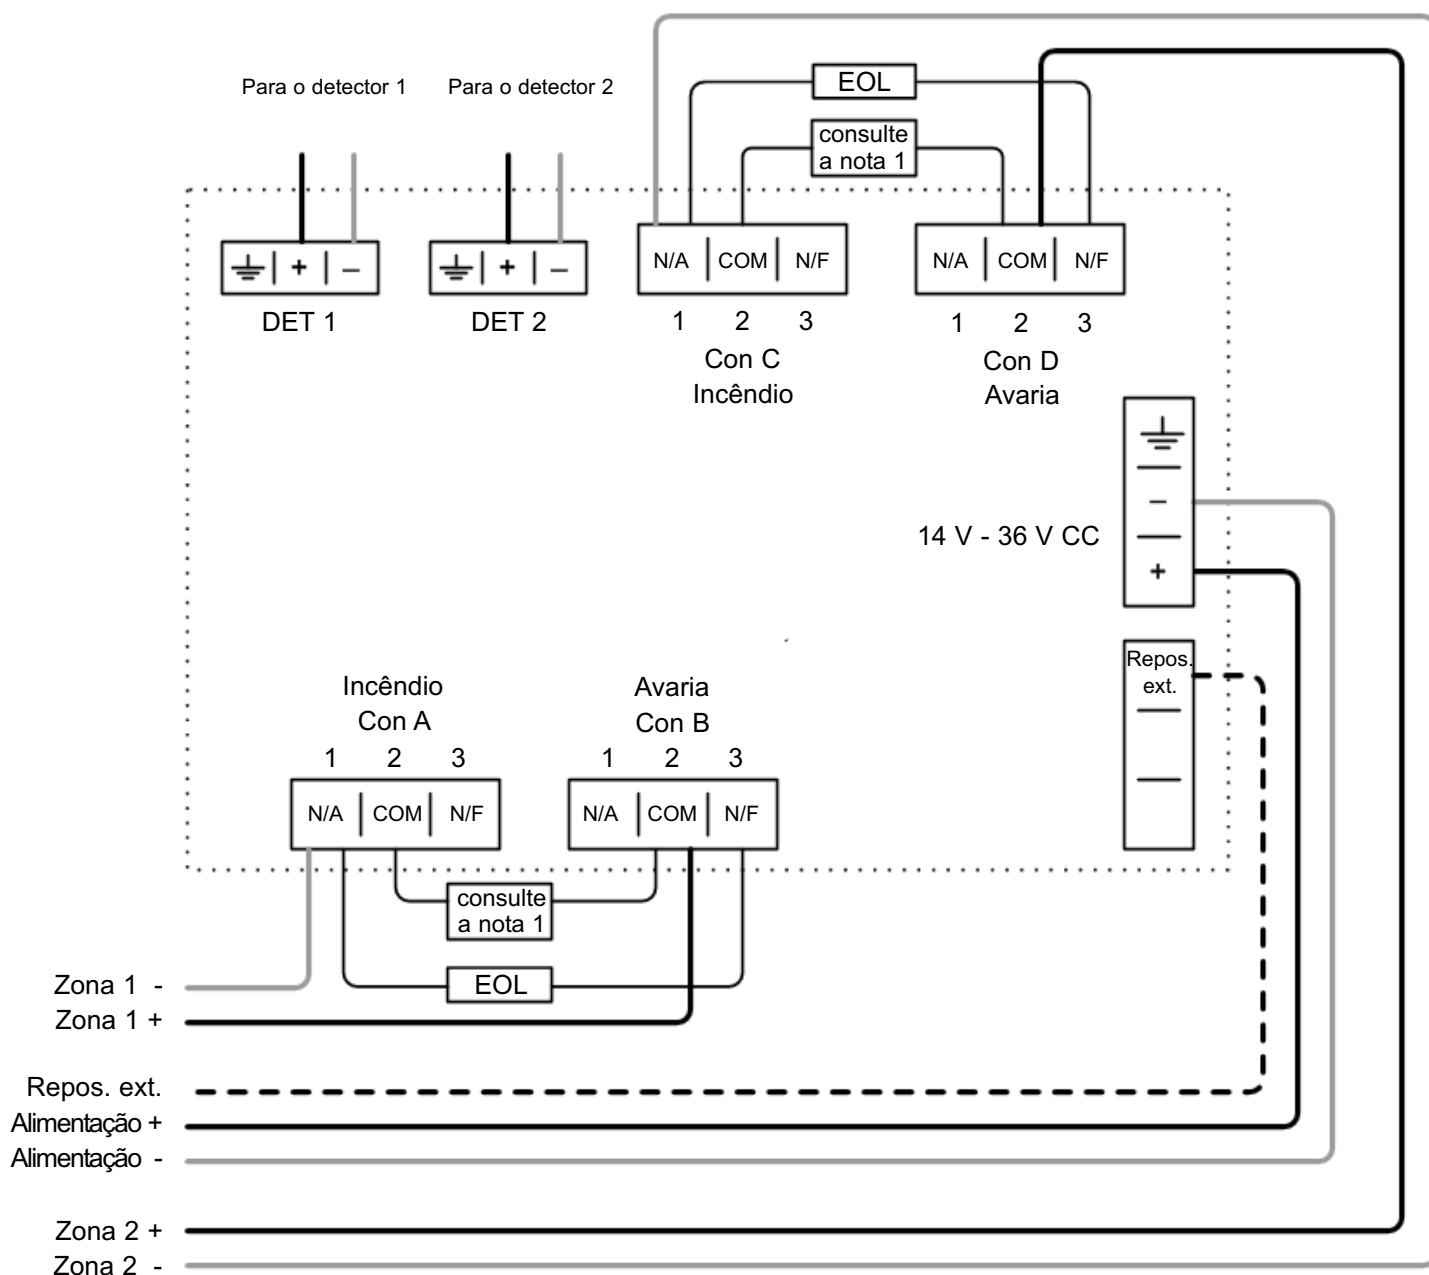 Para o detector 1
Para o detector 2
EOL
consulte
a nota 1
+ −
DET 1
+ −
DET 2
N/A COM N/F
1 2 3
Con C
Incêndio
N/A COM N/F
1 2 3
Con D
Avaria
14 V - 36 V CC
−
+
Repos.
ext.
Incêndio
Con A
1 2 3
N/A COM N/F
Avaria
Con B
1 2 3
N/A COM N/F
consulte
a nota 1
EOL
Zona 1 -
Zona 1 +
Repos. ext.
Alimentação +
Alimentação -
Zona 2 +
Zona 2 -